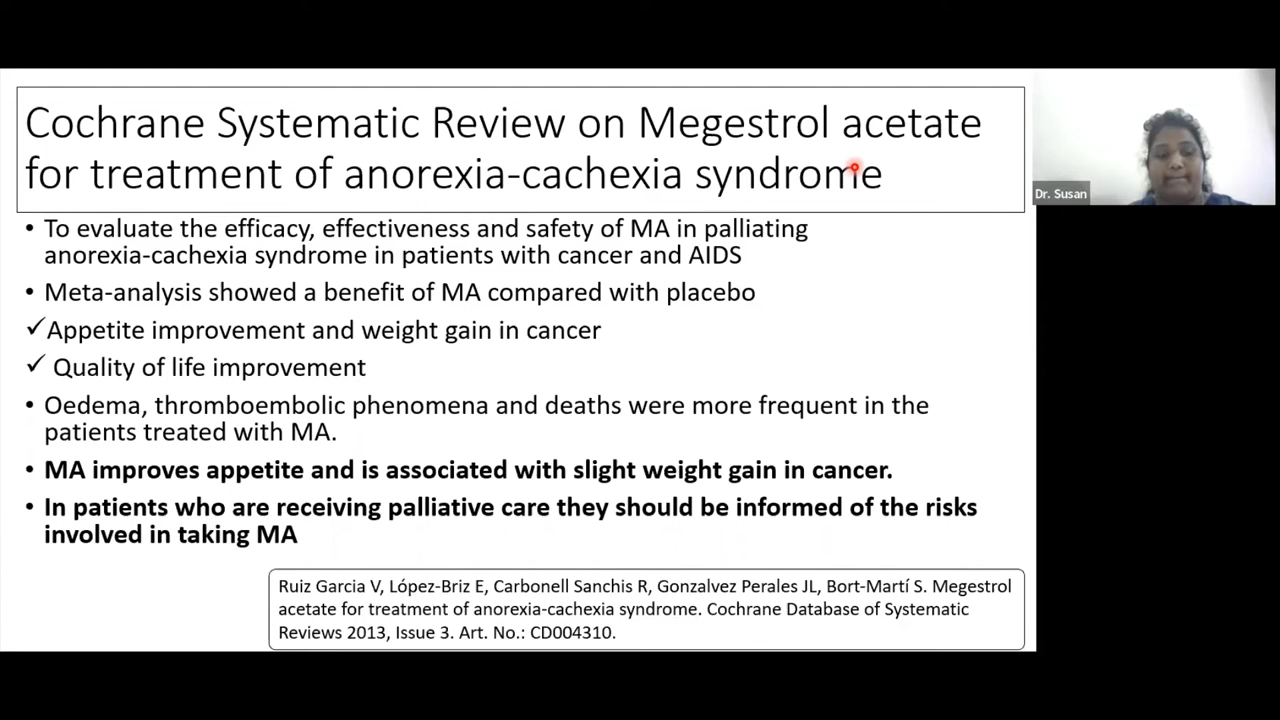 Cochrane Systematic Review on Megestrol acetate
for treatment of anorexia-cachexia syndrome
Dr. Susan
• To evaluate the efficacy, effectiveness and safety of MA in palliating
anorexia-cachexia syndrome in patients with cancer and AIDS
• Meta-analysis showed a benefit of MA compared with placebo
✓Appetite improvement and weight gain in cancer
✓ Quality of life improvement
• Oedema, thromboembolic phenomena and deaths were more frequent in the
patients treated with MA.
• MA improves appetite and is associated with slight weight gain in cancer.
• In patients who are receiving palliative care they should be informed of the risks
involved in taking MA
Ruiz Garcia V, López-Briz E, Carbonell Sanchis R, Gonzalvez Perales JL, Bort-Martí S. Megestrol
acetate for treatment of anorexia-cachexia syndrome. Cochrane Database of Systematic
Reviews 2013, Issue 3. Art. No.: CD004310.